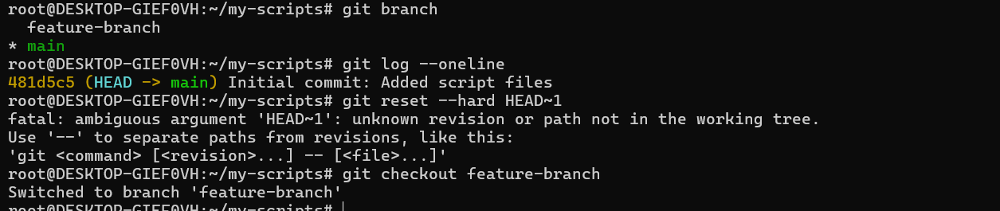 root@DESKTOP-GIEF0VH:~/my-scripts# git branch
  feature-branch
* main
root@DESKTOP-GIEF0VH:~/my-scripts# git log --oneline
481d5c5 (HEAD -> main) Initial commit: Added script files
root@DESKTOP-GIEF0VH:~/my-scripts# git reset --hard HEAD~1
fatal: ambiguous argument 'HEAD~1': unknown revision or path not in the working tree.
Use '--' to separate paths from revisions, like this:
'git <command> [<revision>...] -- [<file>...]'
root@DESKTOP-GIEF0VH:~/my-scripts# git checkout feature-branch
Switched to branch 'feature-branch'
root@DESKTOP-GIEF0VH:~/my-scripts#